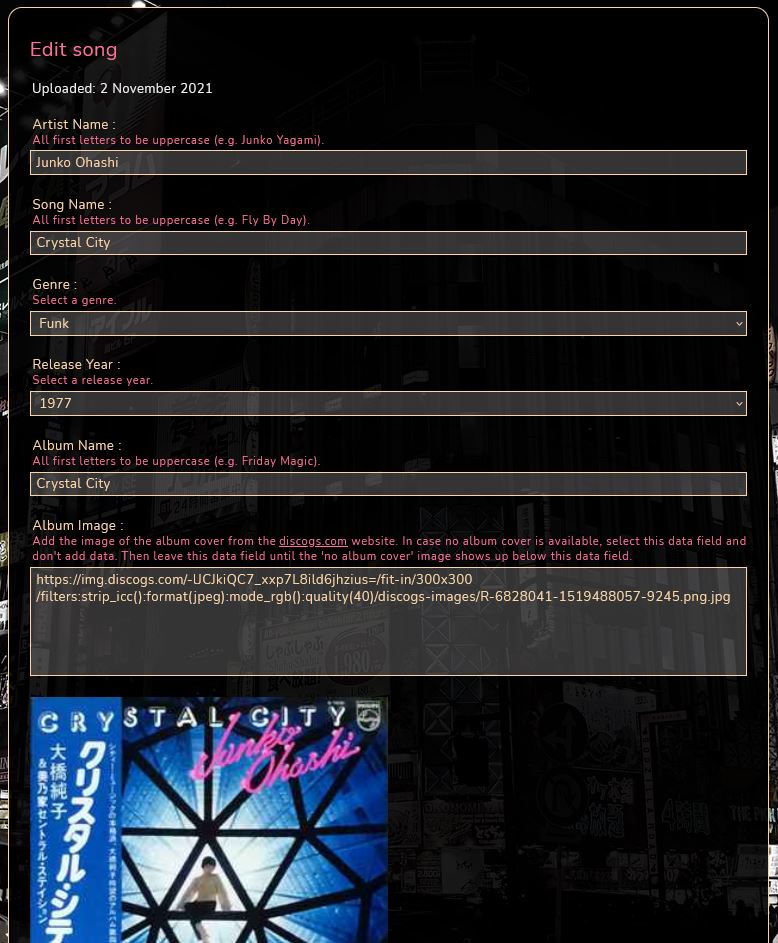 Edit song
Uploaded: 2 November 2021
Artist Name :
All first letters to be uppercase (e.g. Junko Yagami).
Junko Ohashi
Song Name :
All first letters to be uppercase (e.g. Fly By Day).
Crystal City
Genre :
Select a genre.
Funk
Release Year :
Select a release year.
1977
Album Name :
All first letters to be uppercase (e.g. Friday Magic).
Crystal City
Album Image :
Add the image of the album cover from the discogs.com website. In case no album cover is available, select this data field and
don't add data. Then leave this data field until the 'no album cover' image shows up below this data field.
https://img.discogs.com/-UCJkiQC7_xxp7L8ild6jhzius=/fit-in/300x300
/filters:strip_icc():format(jpeg):mode_rgb():quality(40)/discogs-images/R-6828041-1519488057-9245.png.jpg
CRYSTAL CITY
PHILIPS
Junko
Ohashi
クリスタル・シテ
大橋純子
&美乃家セントラル・ステイション